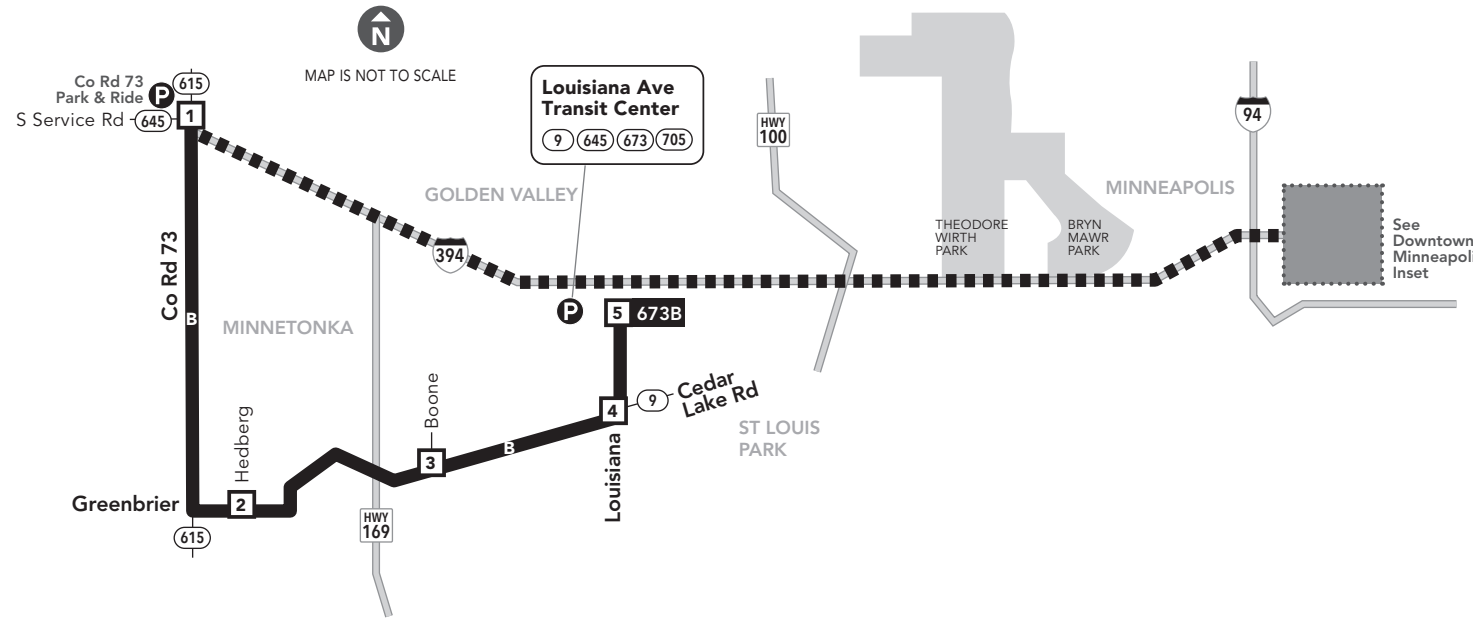 N
MAP IS NOT TO SCALE
Co Rd 73
Park & Ride
P
615
S Service Rd
645
1
Louisiana Ave
Transit Center
9 645 673 705
HWY
100
94
GOLDEN VALLEY
MINNEAPOLIS
394
THEODORE
WIRTH
PARK
BRYN
MAWR
PARK
See
Downtown
Minneapoli
Inset
Co Rd 73
B
MINNETONKA
P
5 673B
Hedberg
Boone
4
9
Cedar
Lake Rd
ST LOUIS
PARK
3
B
Louisiana
Greenbrier
2
615
HWY
169